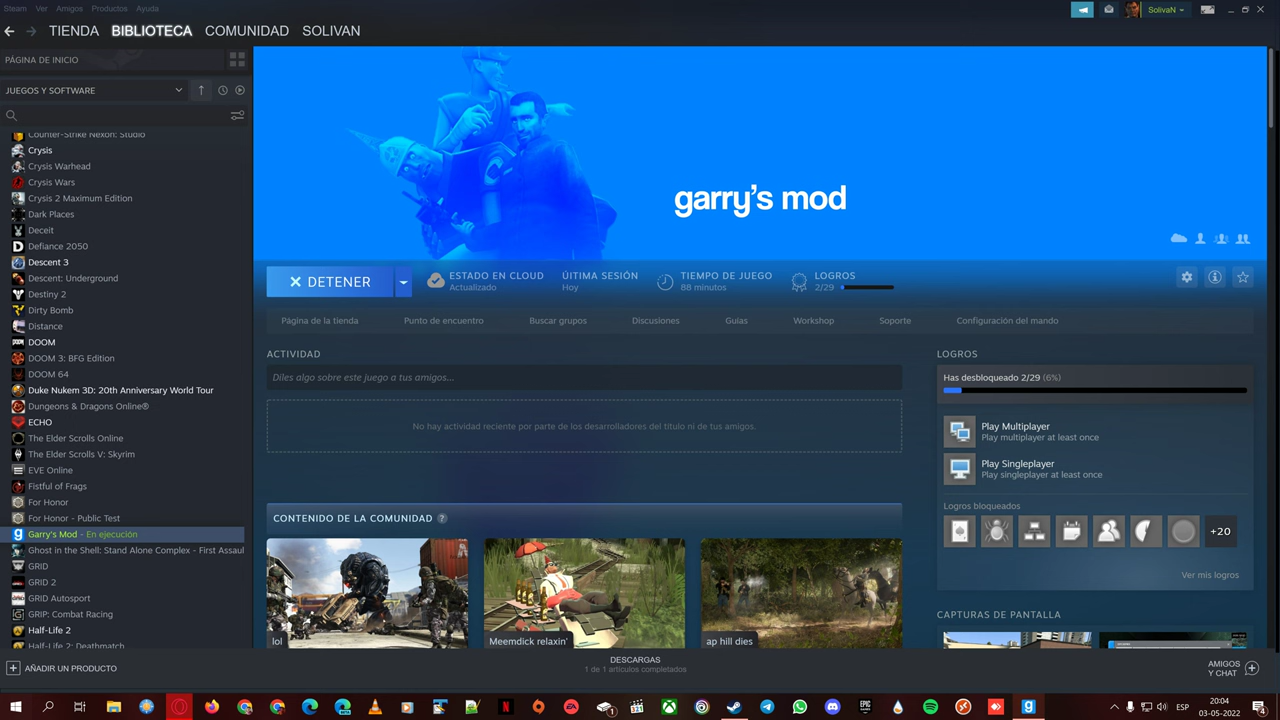 Steam Ver Amigos Productos Ayuda
SolivaN
TIENDA BIBLIOTECA COMUNIDAD SOLIVAN
PÁGINA DE INICIO
JUEGOS Y SOFTWARE
Counter-Strike Nexon: Studio
Crysis
Crysis Warhead
Crysis Wars
Crysis 2 Maximum Edition
Dark Places
Deceit
Defiance 2050
Descent 3
Descent: Underground
Destiny 2
Dirty Bomb
Distance
DOOM
DOOM 3: BFG Edition
DOOM 64
Duke Nukem 3D: 20th Anniversary World Tour
Dungeons & Dragons Online®
ECHO
The Elder Scrolls Online
The Elder Scrolls V: Skyrim
EVE Online
Fistful of Frags
For Honor
For Honor - Public Test
Garry's Mod - En ejecución
Ghost in the Shell: Stand Alone Complex - First Assaul
GRID
GRID 2
GRID Autosport
GRIP: Combat Racing
Half-Life 2
Half-Life 2: Deathmatch
AÑADIR UN PRODUCTO
garry's mod
DETENER
ESTADO EN CLOUD
Actualizado
ÚLTIMA SESIÓN
Hoy
TIEMPO DE JUEGO
88 minutos
LOGROS
2/29
Página de la tienda
Punto de encuentro
Buscar grupos
Discusiones
Guías
Workshop
Soporte
Configuración del mando
ACTIVIDAD
Diles algo sobre este juego a tus amigos...
No hay actividad reciente por parte de los desarrolladores del título ni de tus amigos.
CONTENIDO DE LA COMUNIDAD ?
lol
Meemdick relaxin'
ap hill dies
LOGROS
Has desbloqueado 2/29 (6%)
Play Multiplayer
Play multiplayer at least once
Play Singleplayer
Play singleplayer at least once
Logros bloqueados
+20
Ver mis logros
CAPTURAS DE PANTALLA
DESCARGAS
1 de 1 artículos completados
AMIGOS
Y CHAT
ESP
20:04
03-05-2022